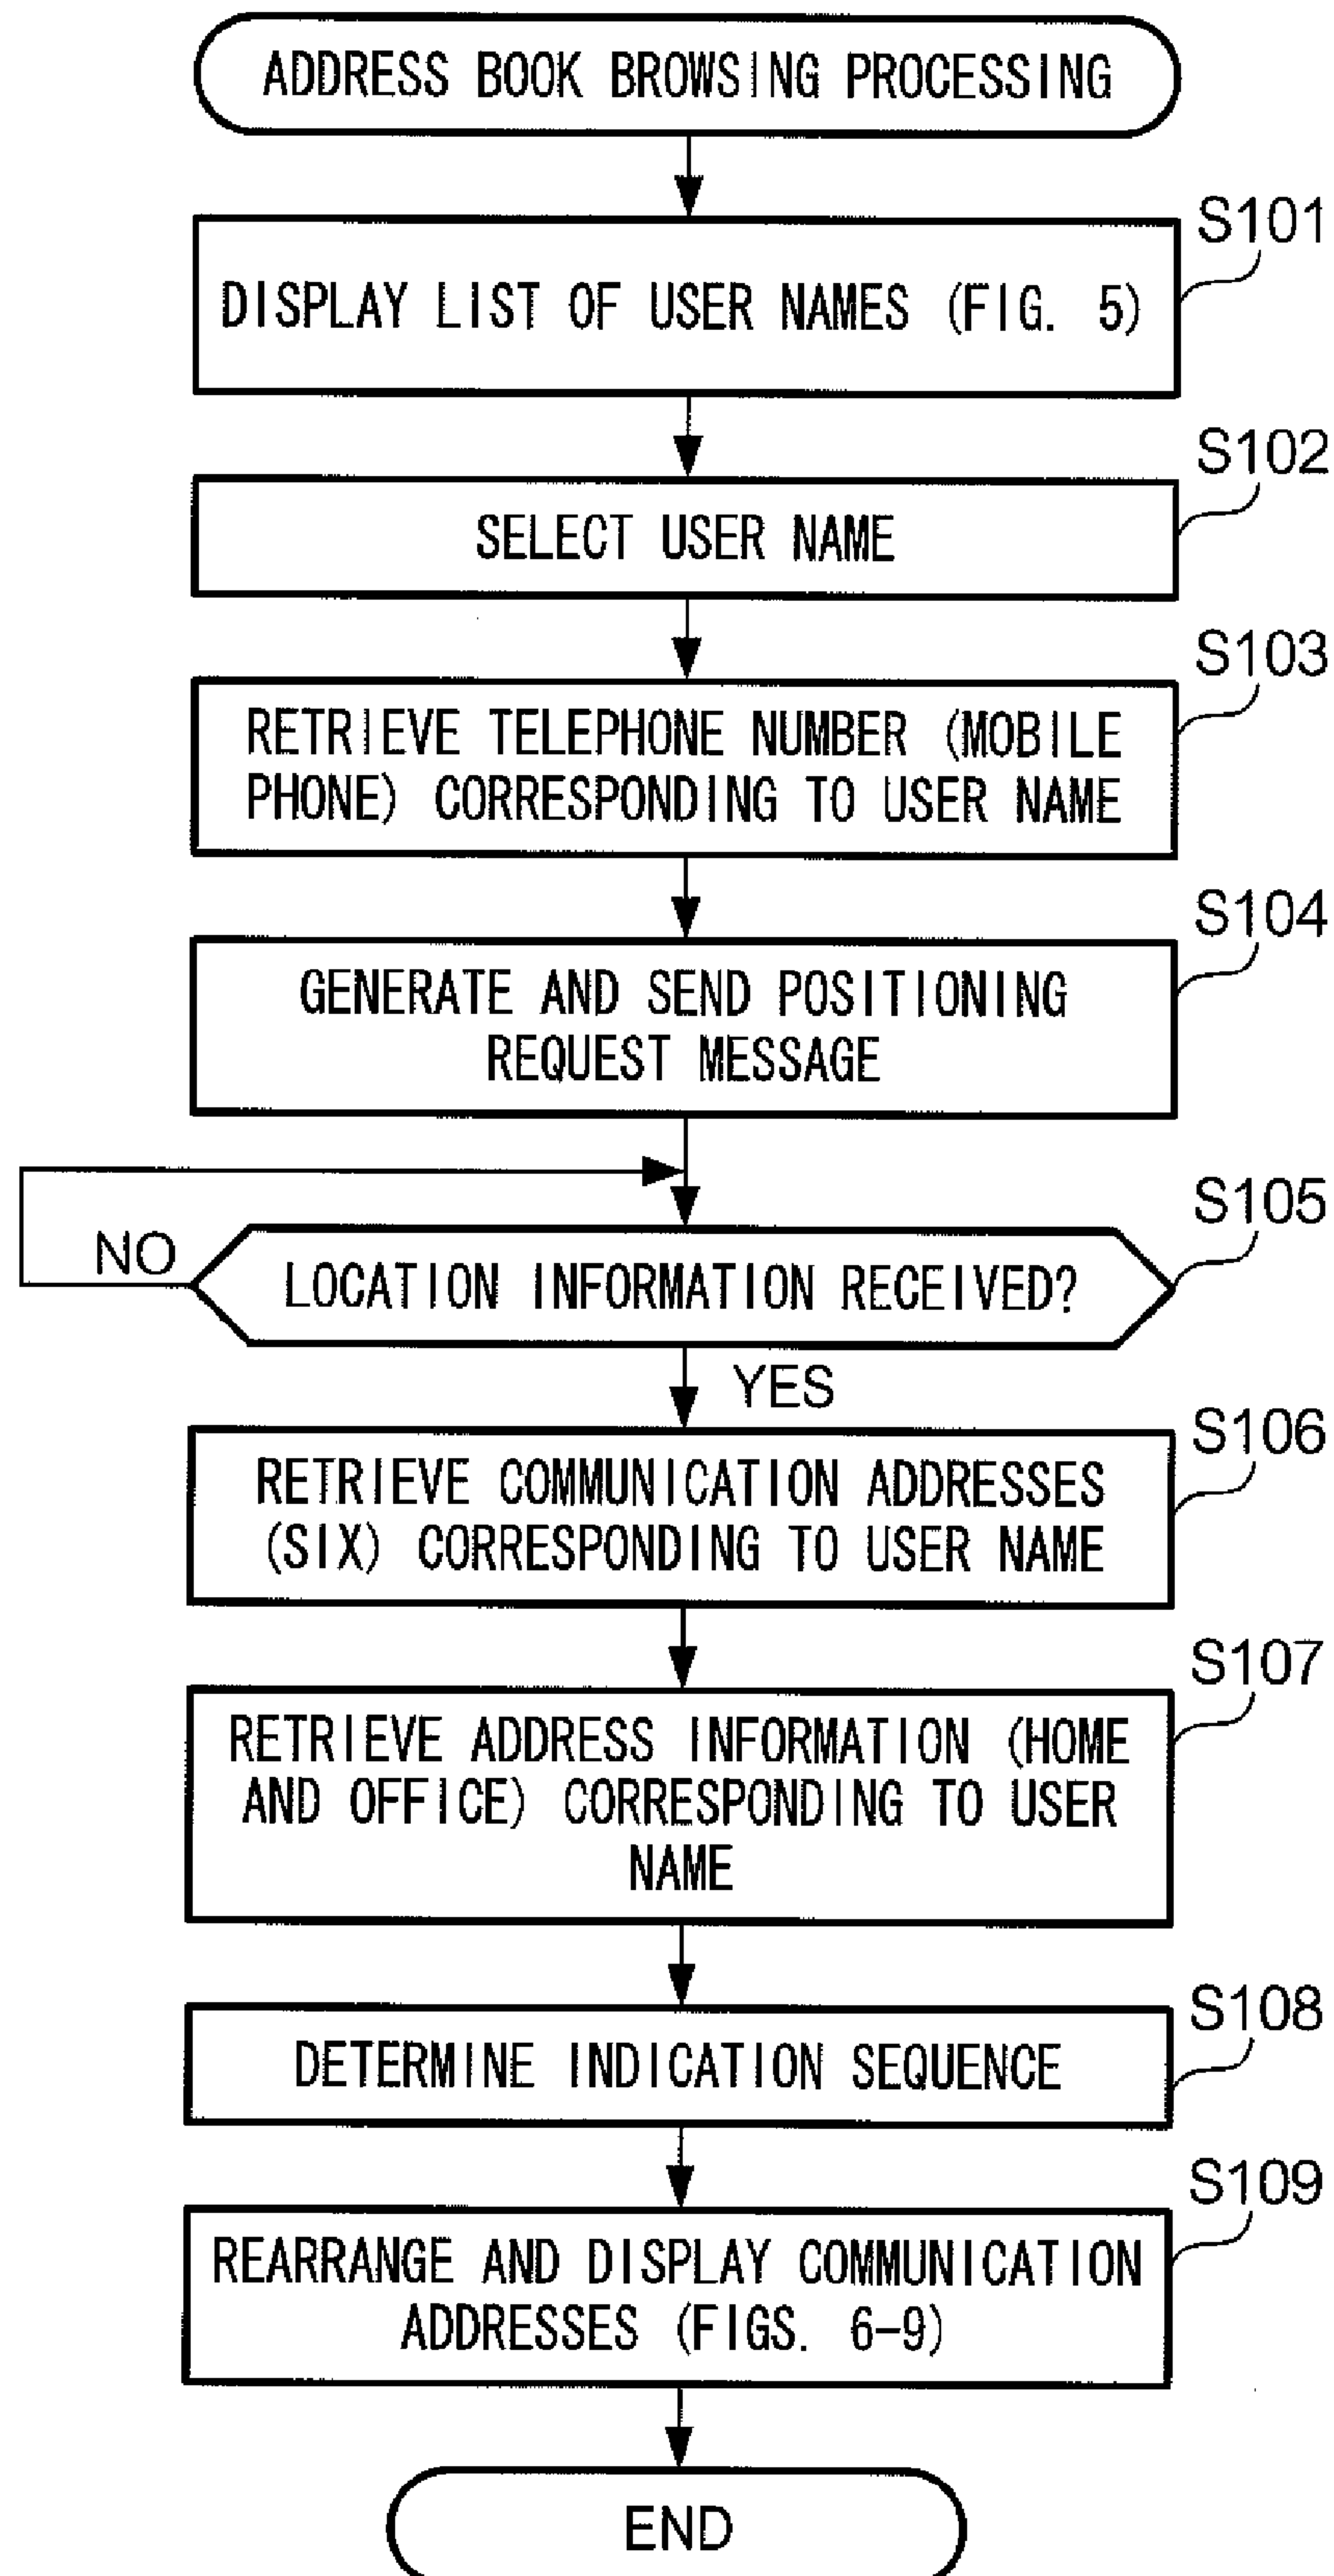 ADDRESS BOOK BROWSING PROCESSING
S101
DISPLAY LIST OF USER NAMES (FIG. 5)
S102
SELECT USER NAME
S103
RETRIEVE TELEPHONE NUMBER (MOBILE
PHONE) CORRESPONDING TO USER NAME
S104
GENERATE AND SEND POSITIONING
REQUEST MESSAGE
S105
NO
LOCATION INFORMATION RECEIVED?
YES
S106
RETRIEVE COMMUNICATION ADDRESSES
(SIX) CORRESPONDING TO USER NAME
S107
RETRIEVE ADDRESS INFORMATION (HOME
AND OFFICE) CORRESPONDING TO USER
NAME
S108
DETERMINE INDICATION SEQUENCE
S109
REARRANGE AND DISPLAY COMMUNICATION
ADDRESSES (FIGS. 6-9)
END